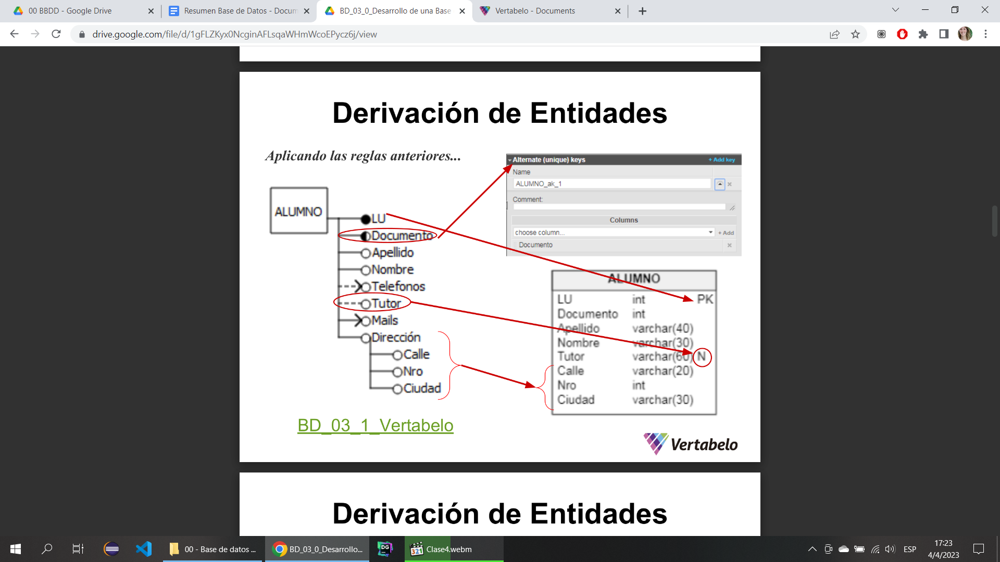 00 BBDD - Google Drive
Resumen Base de Datos - Docum
BD_03_0_Desarrollo de una Base
Vertabelo - Documents
drive.google.com/file/d/1gFLZKyx0NcginAFLsqaWHmWcoEPycz6j/view
Derivación de Entidades
Aplicando las reglas anteriores...
Alternate (unique) keys
+ Add key
Name
ALUMNO_ak_1
Comment:
Columns
choose column...
+ Add
Documento
ALUMNO
LU
Documento
Apellido
Nombre
Telefonos
Tutor
Mails
Dirección
Calle
Nro
Ciudad
ALUMNO
LU int PK
Documento int
Apellido varchar(40)
Nombre varchar(30)
Tutor varchar(60) N
Calle varchar(20)
Nro int
Ciudad varchar(30)
BD_03_1_Vertabelo
Vertabelo
Derivación de Entidades
00 - Base de datos ...
BD_03_0_Desarrollo...
DG
321
Clase4.webm
ESP
17:23
4/4/2023